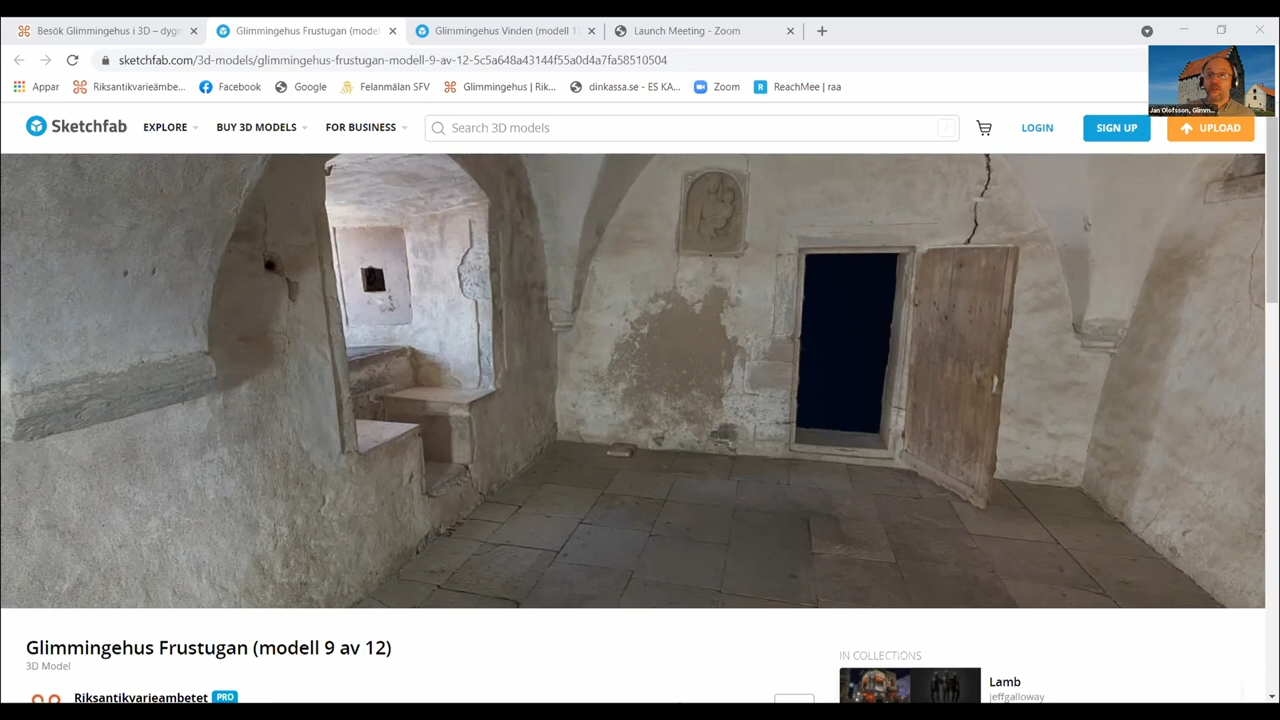 Besök Glimmingehus i 3D – dygn
Glimmingehus Frustugan (model
Glimmingehus Vinden (modell 1
Launch Meeting - Zoom
sketchfab.com/3d-models/glimmingehus-frustugan-modell-9-av-12-5c5a648a43144f55a0d4a7fa58510504
Appar
Riksantikvarieämbe...
Facebook
Google
Felanmälan SFV
Glimmingehus | Rik...
dinkassa.se - ES KA...
Zoom
ReachMee | raa
Jan Olofsson, Glimm...
Sketchfab
EXPLORE
BUY 3D MODELS
FOR BUSINESS
Search 3D models
/
LOGIN
SIGN UP
UPLOAD
Glimmingehus Frustugan (modell 9 av 12)
3D Model
Riksantikvarieambetet PRO
IN COLLECTIONS
Lamb
jeffgalloway